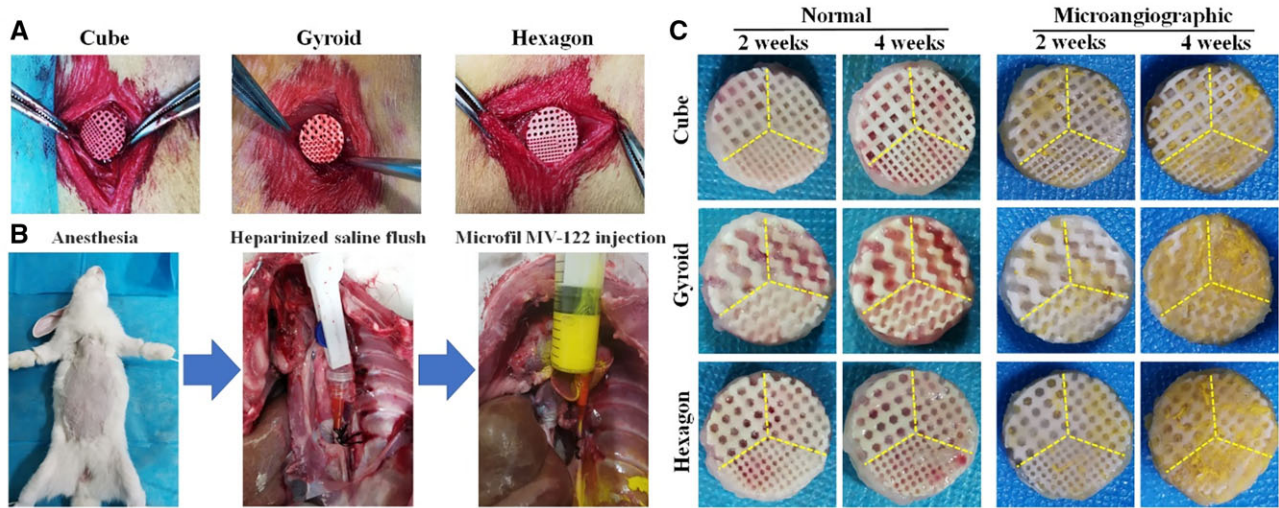 A
Cube
Gyroid
Hexagon
B
Anesthesia
Heparinized saline flush
Microfil MV-122 injection
C
Normal
Microangiographic
2 weeks
4 weeks
2 weeks
4 weeks
Cube
Gyroid
Hexagon